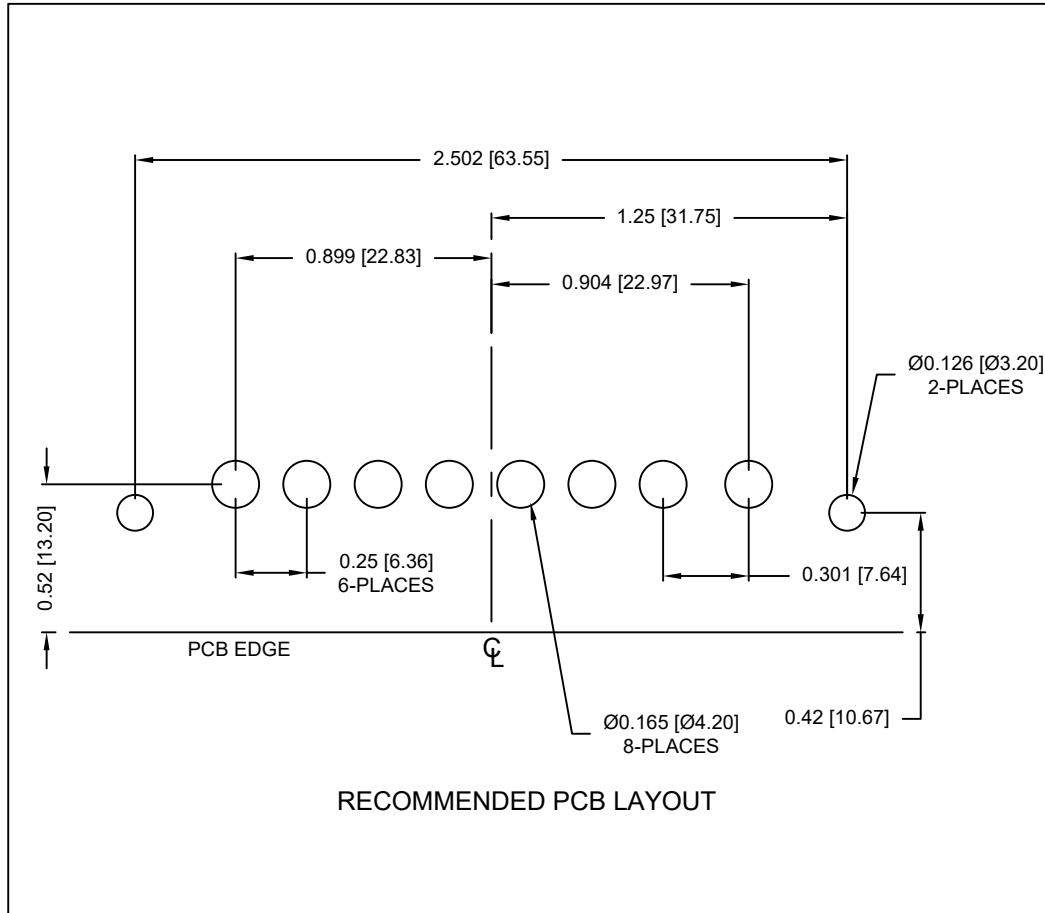 2.502 [63.55]
1.25 [31.75]
0.899 [22.83]
0.904 [22.97]
Ø0.126 [Ø3.20]
2-PLACES
0.52 [13.20]
0.25 [6.36]
6-PLACES
0.301 [7.64]
PCB EDGE
CL
Ø0.165 [Ø4.20]
8-PLACES
0.42 [10.67]
RECOMMENDED PCB LAYOUT